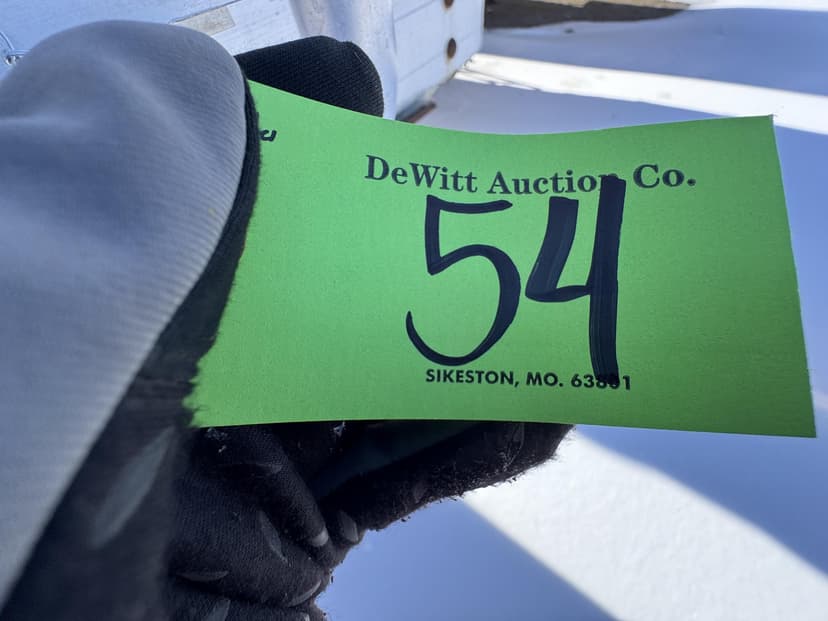 DeWitt Auction Co.
54
SIKESTON, MO. 63801